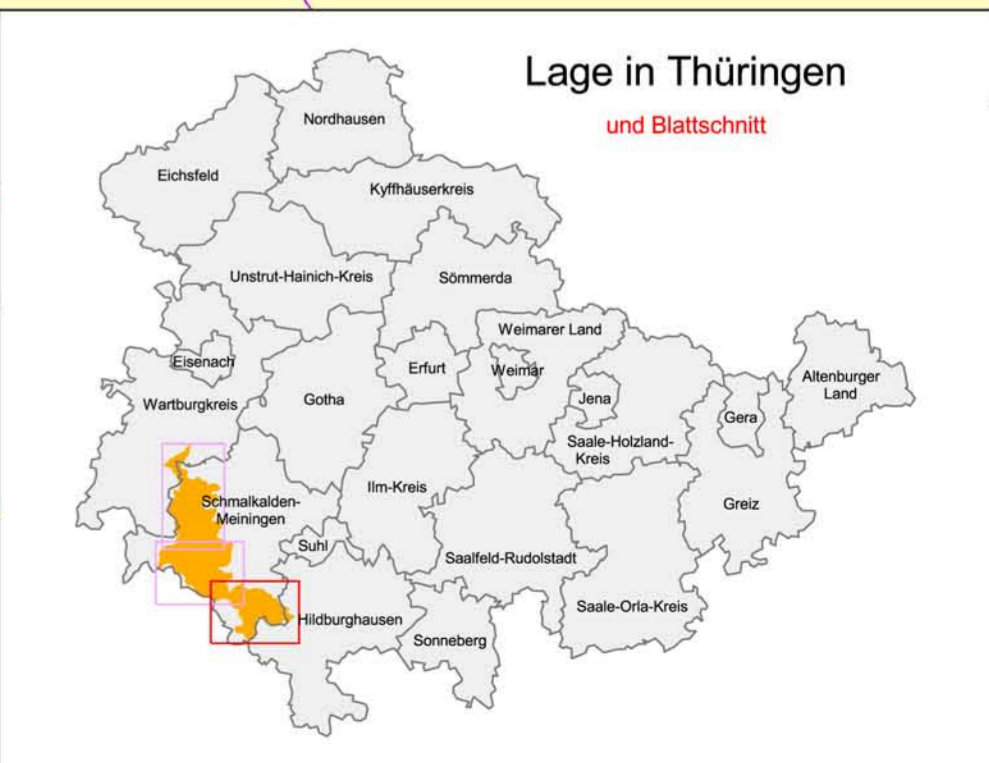 Lage in Thüringen
und Blattschnitt
Nordhausen
Eichsfeld
Kyffhäuserkreis
Unstrut-Hainich-Kreis
Sömmerda
Weimarer Land
Eisenach
Erfurt
Weimar
Altenburger
Land
Wartburgkreis
Gotha
Jena
Gera
Saale-Holzland-
Kreis
Schmalkalden-
Meiningen
Ilm-Kreis
Greiz
Suhl
Saalfeld-Rudolstadt
Saale-Orla-Kreis
Hildburghausen
Sonneberg